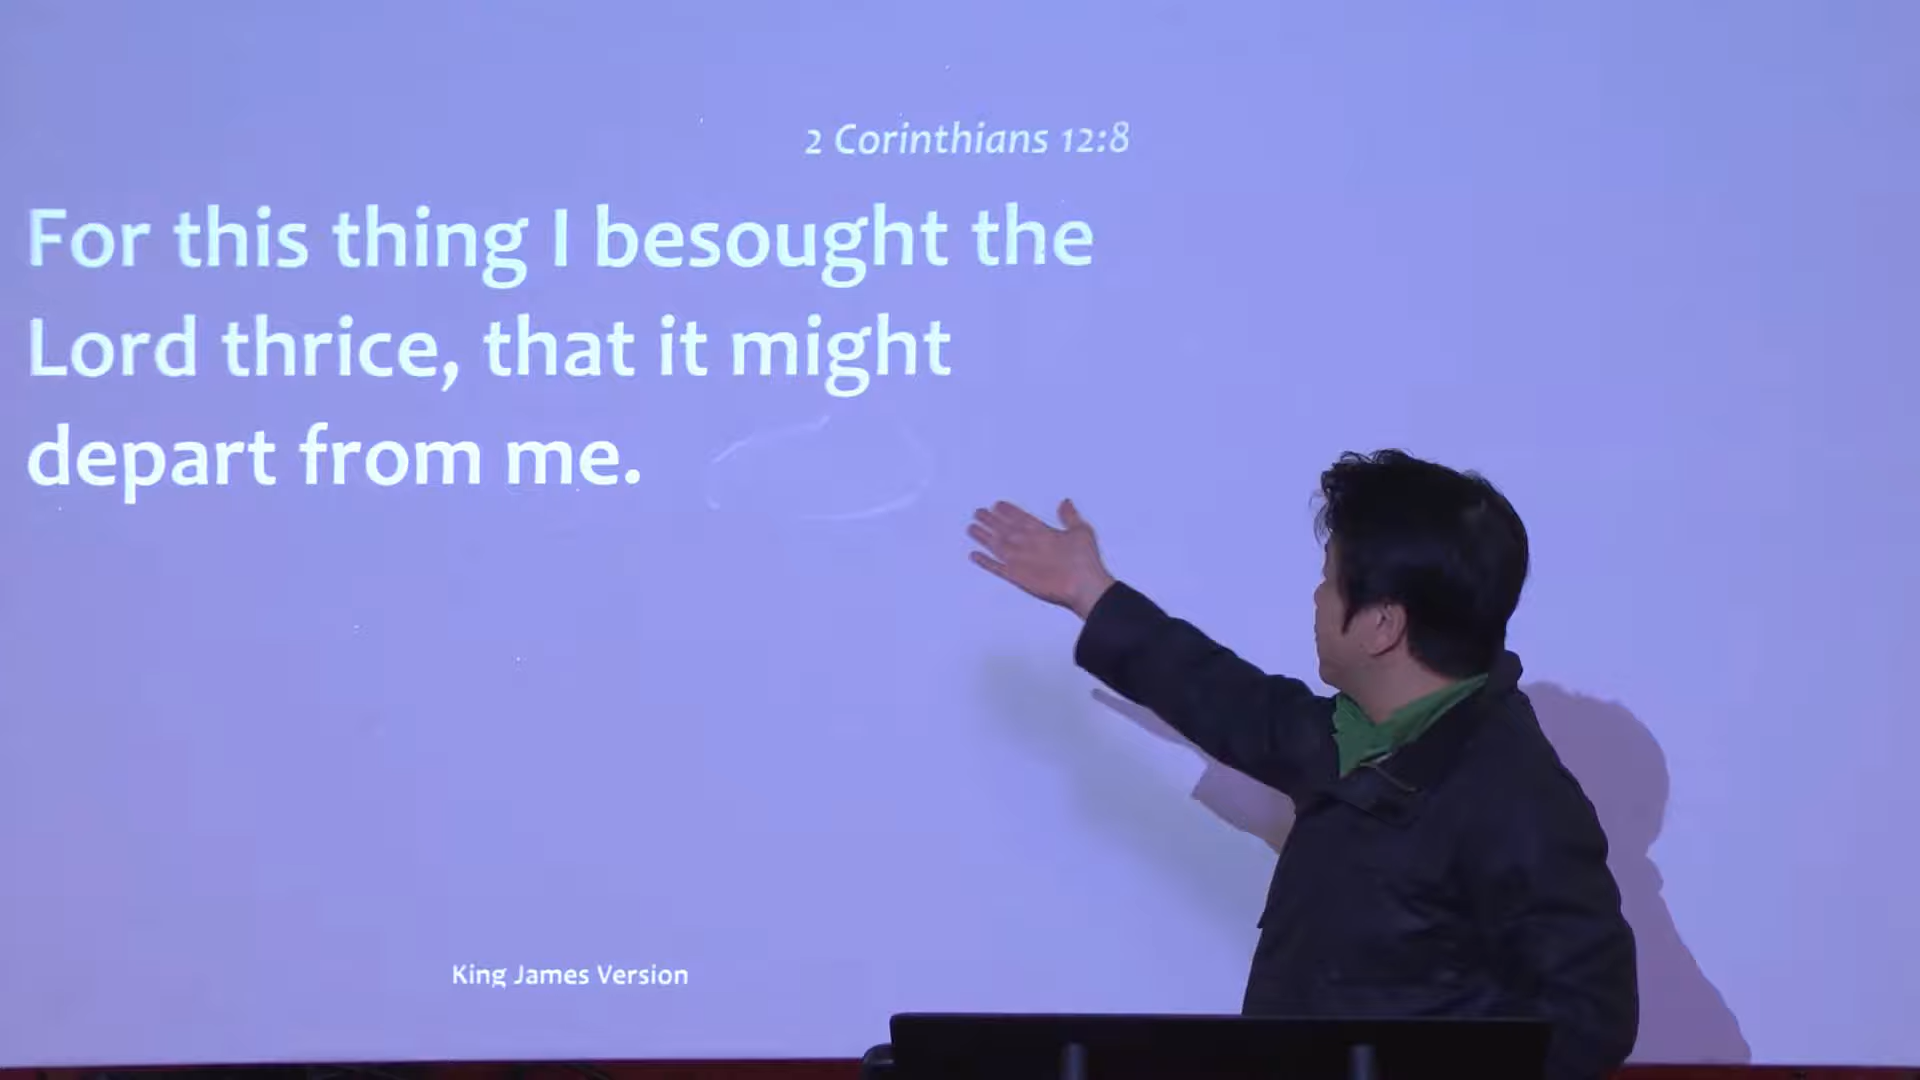 2 Corinthians 12:8
For this thing I besought the
Lord thrice, that it might
depart from me.
King James Version